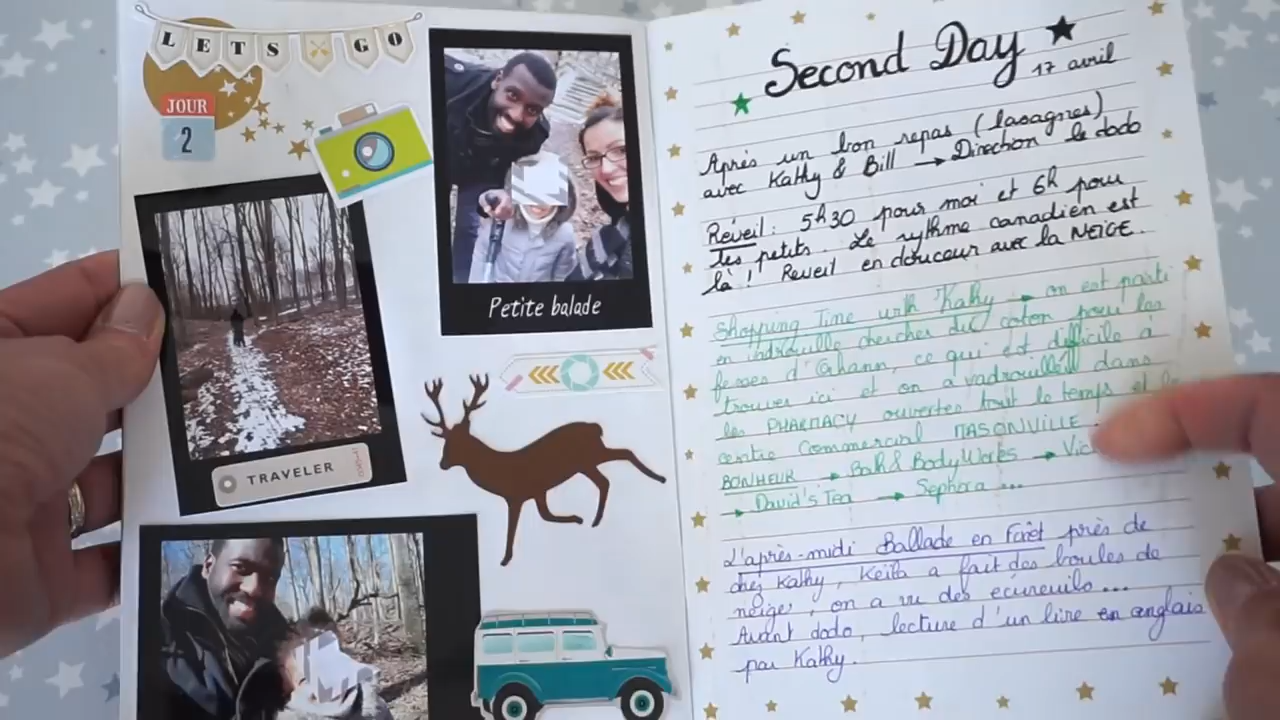 LETS GO
JOUR
2
Petite balade
TRAVELER
Second Day
17 avril
Après un bon repas (lasagnes)
avec Kathy & Bill → Direction le dodo
Réveil : 5h30 pour moi et 6h pour
les petits. Le rythme canadien est
là ! Reveil en douceur avec la NEIGE.
Shopping Time with Kathy → on est parti
en vadrouille chercher du coton pour les
fesses d', ce qui est difficile à
trouver ici et on a vadrouillé dans
les PHARMACY ouvertes tout le temps et le
centre Commercial MASONVILLE
BONHEUR → Bath & Body Works → Vic
→ David's Tea → Sephora ...
L'après-midi Ballade en Forêt près de
chez Kathy, Keita a fait des boules de
neige, on a vu des écureuils ...
Avant dodo, lecture d'un livre en anglais
par Kathy.